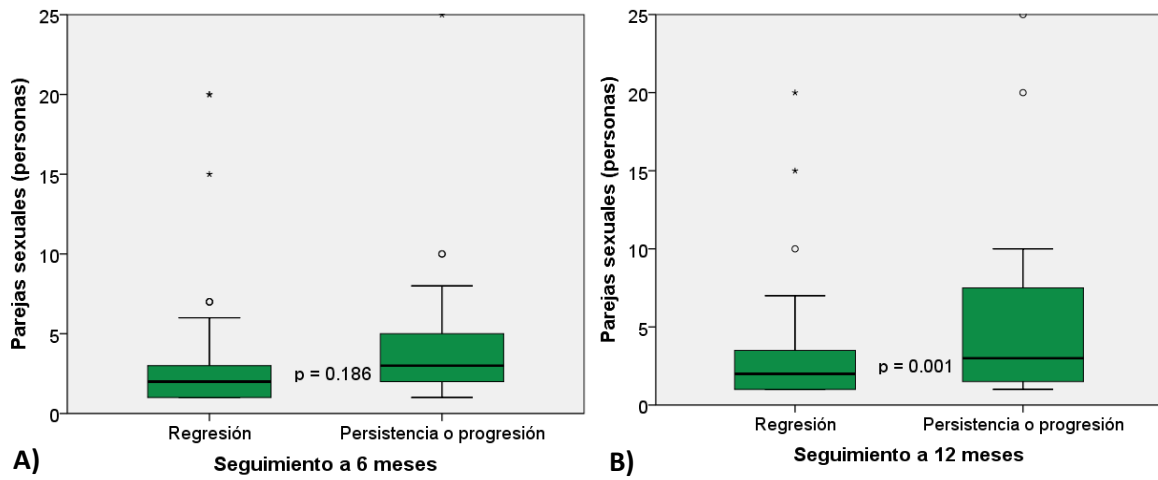 Parejas sexuales (personas)
25
20
15
10
5
0
p = 0.186
Regresión
Persistencia o progresión
Seguimiento a 6 meses
A)
Parejas sexuales (personas)
25
20
15
10
5
0
p = 0.001
Regresión
Persistencia o progresión
Seguimiento a 12 meses
B)